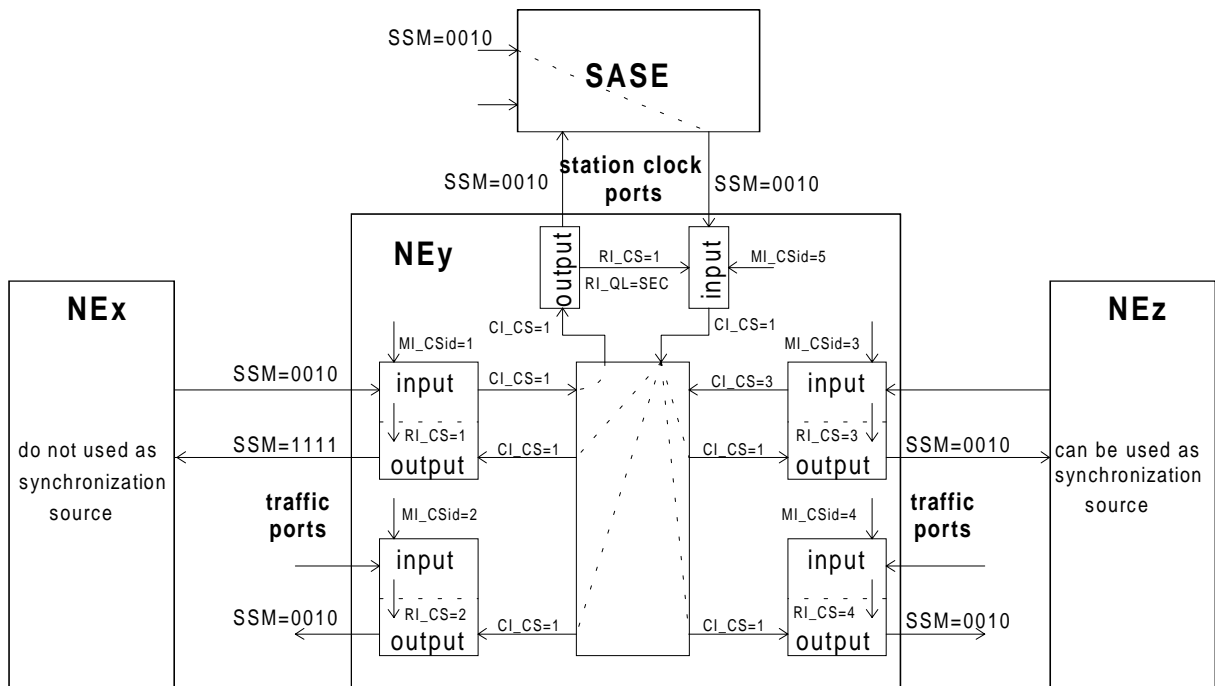 SSM=0010
SASE
station clock
ports
SSM=0010
SSM=0010
NEy
output
RI_CS=1
RI_QL=SEC
input
MI_CSid=5
CI_CS=1
CI_CS=1
NEx
SSM=0010
SSM=1111
do not used as
synchronization
source
MI_CSid=1
input
CI_CS=1
RI_CS=1
output
CI_CS=1
traffic
ports
MI_CSid=2
input
RI_CS=2
output
CI_CS=1
SSM=0010
MI_CSid=3
CI_CS=3
input
RI_CS=3
CI_CS=1
output
SSM=0010
NEz
can be used as
synchronization
source
MI_CSid=4
traffic
ports
input
RI_CS=4
CI_CS=1
output
SSM=0010